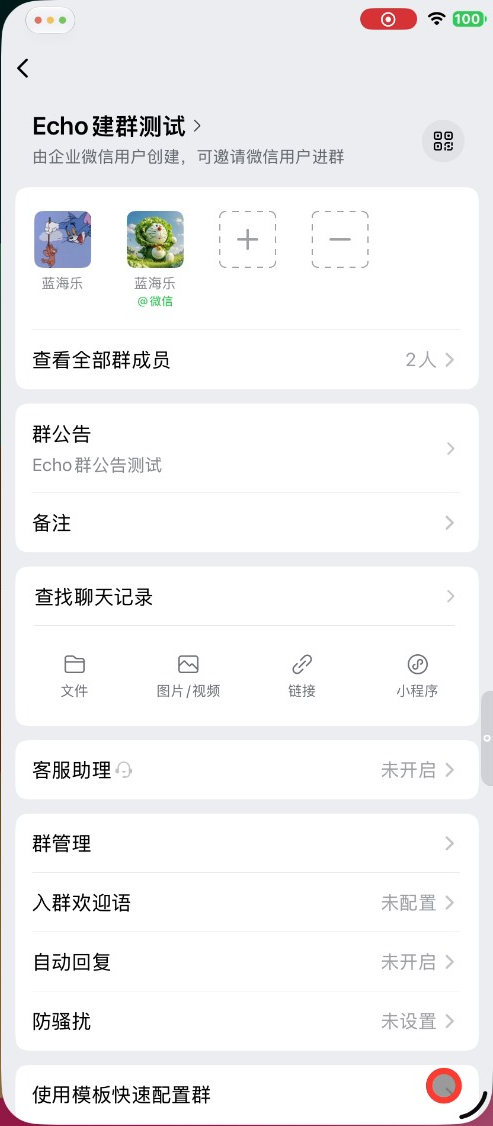 100
Echo建群测试
由企业微信用户创建，可邀请微信用户进群
蓝海乐
蓝海乐
@微信
查看全部群成员 2人
群公告
Echo群公告测试
备注
查找聊天记录
文件 图片/视频 链接 小程序
客服助理 未开启
群管理
入群欢迎语 未配置
自动回复 未开启
防骚扰 未设置
使用模板快速配置群